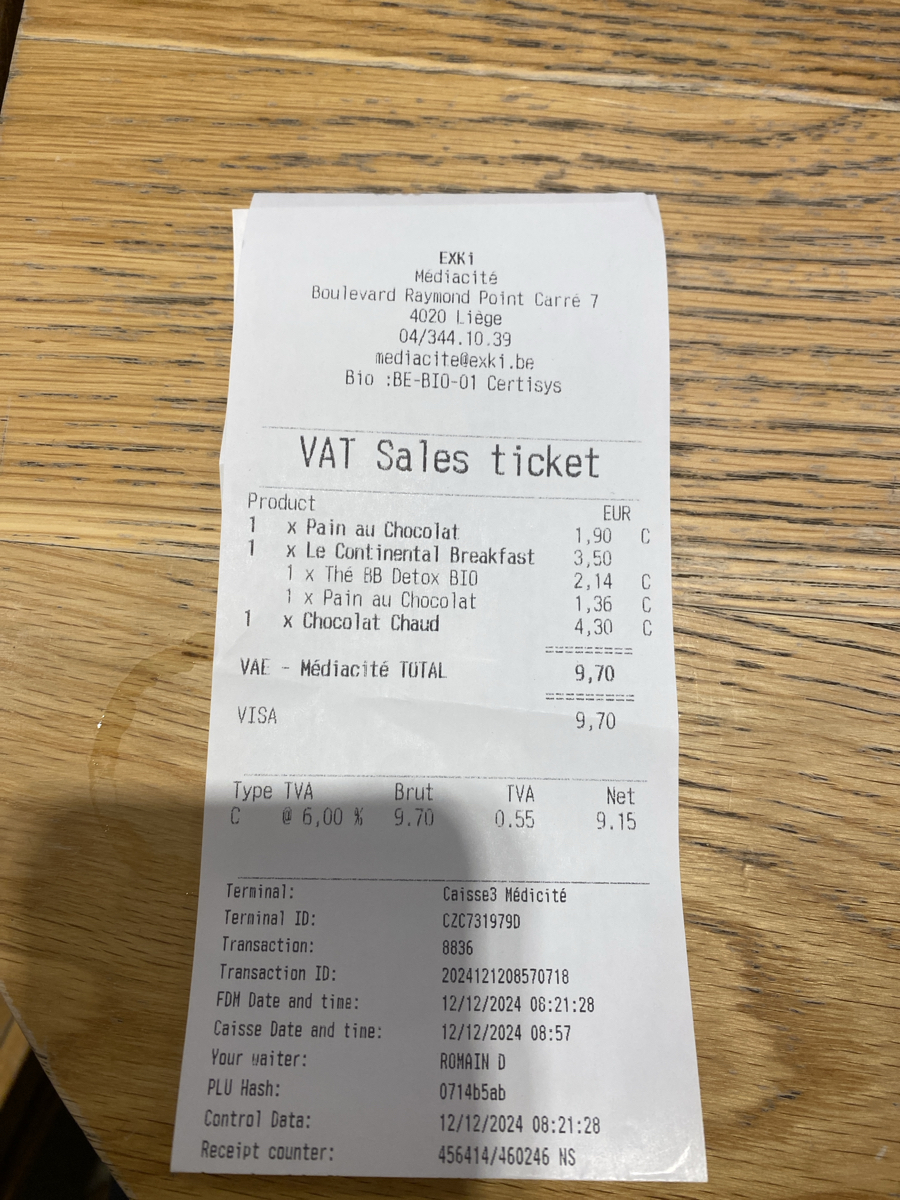 EXKi
Médiacité
Boulevard Raymond Point Carré 7
4020 Liège
04/344.10.39
mediacite@exki.be
Bio :BE-BIO-01 Certisys
VAT Sales ticket
Product EUR
1 x Pain au Chocolat 1,90 C
1 x Le Continental Breakfast 3,50
1 x Thé BB Detox BIO 2,14 C
1 x Pain au Chocolat 1,36 C
1 x Chocolat Chaud 4,30 C
=========
VAE - Médiacité TOTAL 9,70
=========
VISA 9,70
Type TVA Brut TVA Net
C @ 6,00 % 9.70 0.55 9.15
Terminal: Caisse3 Médicité
Terminal ID: CZC731979D
Transaction: 8836
Transaction ID: 2024121208570718
FDM Date and time: 12/12/2024 08:21:28
Caisse Date and time: 12/12/2024 08:57
Your waiter: ROMAIN D
PLU Hash: 0714b5ab
Control Data: 12/12/2024 08:21:28
Receipt counter: 456414/460246 NS